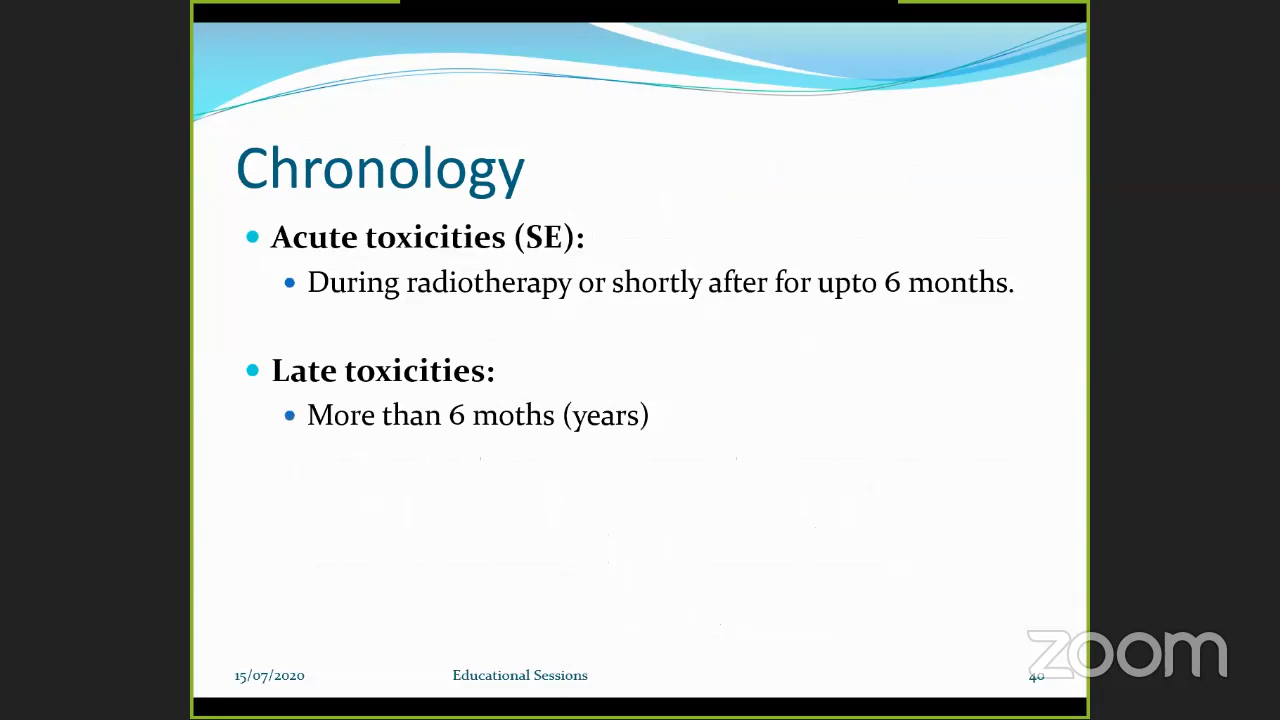 Chronology
Acute toxicities (SE):
During radiotherapy or shortly after for upto 6 months.
Late toxicities:
More than 6 moths (years)
15/07/2020 Educational Sessions 40
zoom